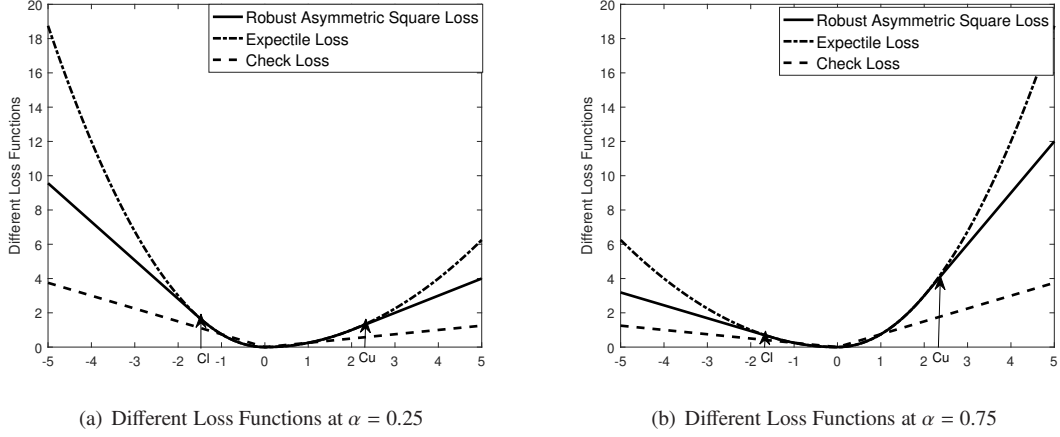 Different Loss Functions
20
18
16
14
12
10
8
6
4
2
0
-5 -4 -3 -2 -1 0 1 2 3 4 5
Cl
Cu
Robust Asymmetric Square Loss
Expectile Loss
Check Loss
(a) Different Loss Functions at α = 0.25
Different Loss Functions
20
18
16
14
12
10
8
6
4
2
0
-5 -4 -3 -2 -1 0 1 2 3 4 5
Cl
Cu
Robust Asymmetric Square Loss
Expectile Loss
Check Loss
(b) Different Loss Functions at α = 0.75